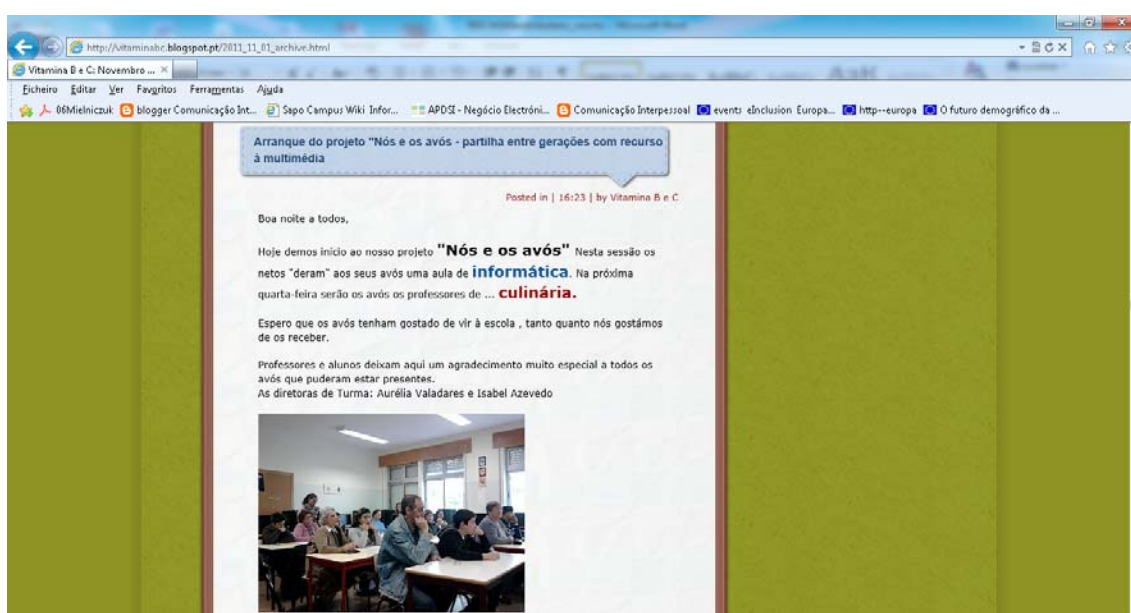 http://vitaminabc.blogspot.pt/2011_11_01_archive.html
Vitamina B e C: Novembro ...
Ficheiro Editar Ver Favoritos Ferramentas Ajuda
06Mielniczuk blogger Comunicação Int... Sapo Campus Wiki Infor... APDSI - Negócio Electróni... Comunicação Interpessoal events eInclusion Europa... http--europa O futuro demográfico da ...
Arranque do projeto "Nós e os avós - partilha entre gerações com recurso
à multimédia
Posted in | 16:23 | by Vitamina B e C
Boa noite a todos,
Hoje demos inicio ao nosso projeto "Nós e os avós" Nesta sessão os
netos "deram" aos seus avós uma aula de informática. Na próxima
quarta-feira serão os avós os professores de ... culinária.
Espero que os avós tenham gostado de vir à escola , tanto quanto nós gostámos
de os receber.
Professores e alunos deixam aqui um agradecimento muito especial a todos os
avós que puderam estar presentes.
As diretoras de Turma: Aurélia Valadares e Isabel Azevedo